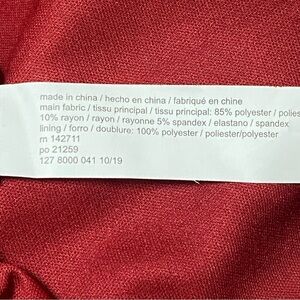 made in china / hecho en china / fabriqué en chine
main fabric / tissu principal / tissu principal: 85% polyester /
10% rayon / rayon / rayonne 5% spandex / elastano / spandex
lining / forro / doublure: 100% polyester / poliester/polyester
rn 142711
po 21259
127 8000 041 10/19